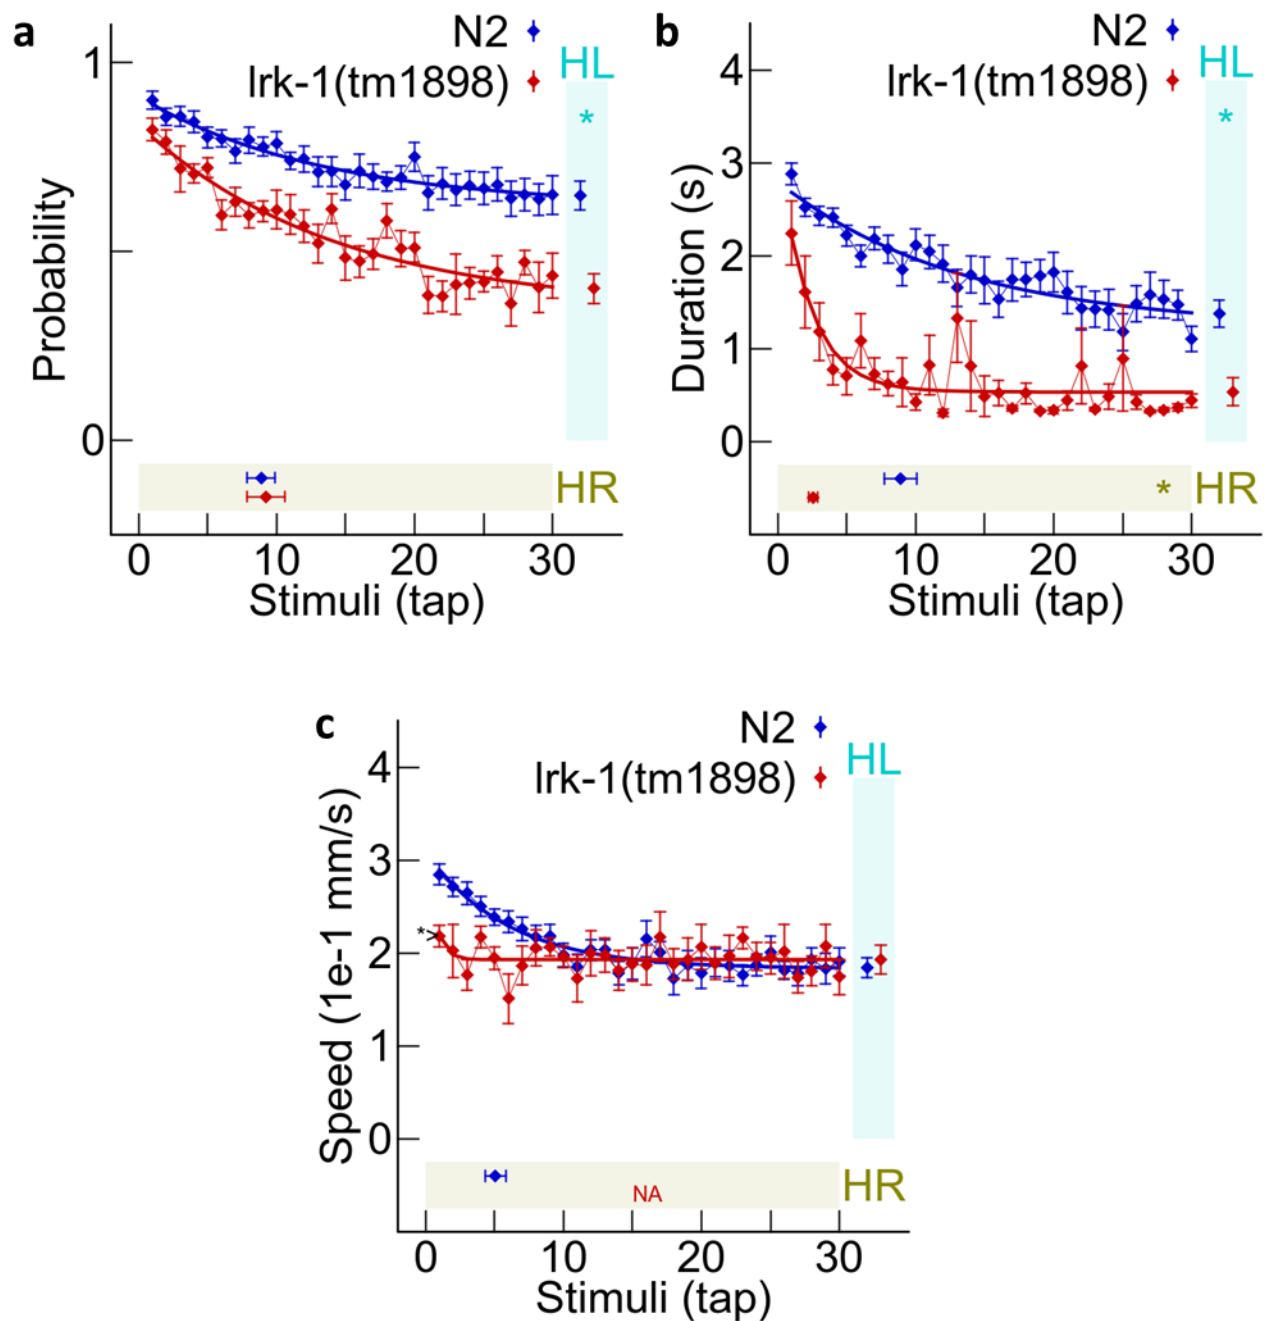 a
N2
lrk-1(tm1898)
HL
*
1
0
Probability
HR
0 10 20 30
Stimuli (tap)
b
N2
lrk-1(tm1898)
HL
*
4
3
2
1
0
Duration (s)
* HR
0 10 20 30
Stimuli (tap)
c
N2
lrk-1(tm1898)
HL
4
3
*>
2
1
0
Speed (1e-1 mm/s)
NA
HR
0 10 20 30
Stimuli (tap)